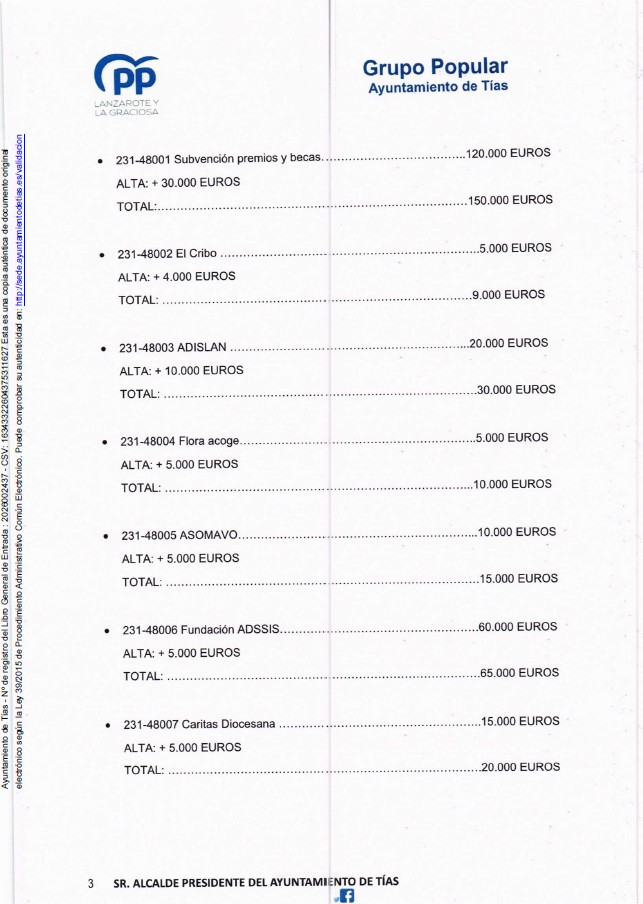 PP
LANZAROTE Y
LA GRACIOSA
Grupo Popular
Ayuntamiento de Tías
• 231-48001 Subvención premios y becas.................................120.000 EUROS
ALTA: + 30.000 EUROS
TOTAL:.....................................................................150.000 EUROS
• 231-48002 El Cribo ..........................................................5.000 EUROS
ALTA: + 4.000 EUROS
TOTAL: .....................................................................9.000 EUROS
• 231-48003 ADISLAN ......................................................20.000 EUROS
ALTA: + 10.000 EUROS
TOTAL: .....................................................................30.000 EUROS
• 231-48004 Flora acoge.....................................................5.000 EUROS
ALTA: + 5.000 EUROS
TOTAL: .....................................................................10.000 EUROS
• 231-48005 ASOMAVO.....................................................10.000 EUROS
ALTA: + 5.000 EUROS
TOTAL: .....................................................................15.000 EUROS
• 231-48006 Fundación ADSSIS............................................60.000 EUROS
ALTA: + 5.000 EUROS
TOTAL: .....................................................................65.000 EUROS
• 231-48007 Caritas Diocesana ............................................15.000 EUROS
ALTA: + 5.000 EUROS
TOTAL: .....................................................................20.000 EUROS
3 SR. ALCALDE PRESIDENTE DEL AYUNTAMIENTO DE TÍAS
Ayuntamiento de Tías - Nº de registro del Libro General de Entrada : 2026002437 - CSV: 16343322604375311627 Esta es una copia auténtica de documento original
electrónico según la Ley 39/2015 de Procedimiento Administrativo Común Electrónico. Puede comprobar su autenticidad en: http://sede.ayuntamientodetias.es/validacion